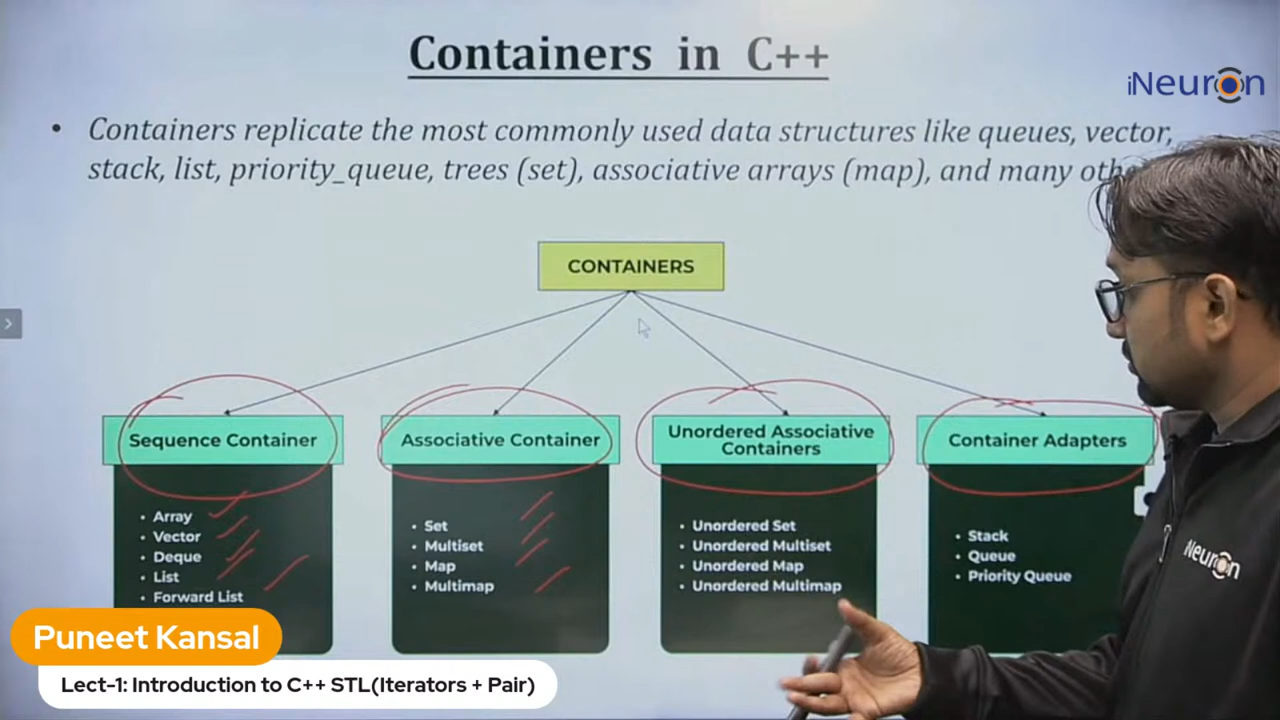 Containers in C++
iNeuron
• Containers replicate the most commonly used data structures like queues, vector,
stack, list, priority_queue, trees (set), associative arrays (map), and many
CONTAINERS
Sequence Container
• Array
• Vector
• Deque
• List
• Forward List
Associative Container
• Set
• Multiset
• Map
• Multimap
Unordered Associative
Containers
• Unordered Set
• Unordered Multiset
• Unordered Map
• Unordered Multimap
Container Adapters
• Stack
• Queue
• Priority Queue
Neuron
Puneet Kansal
Lect-1: Introduction to C++ STL(Iterators + Pair)